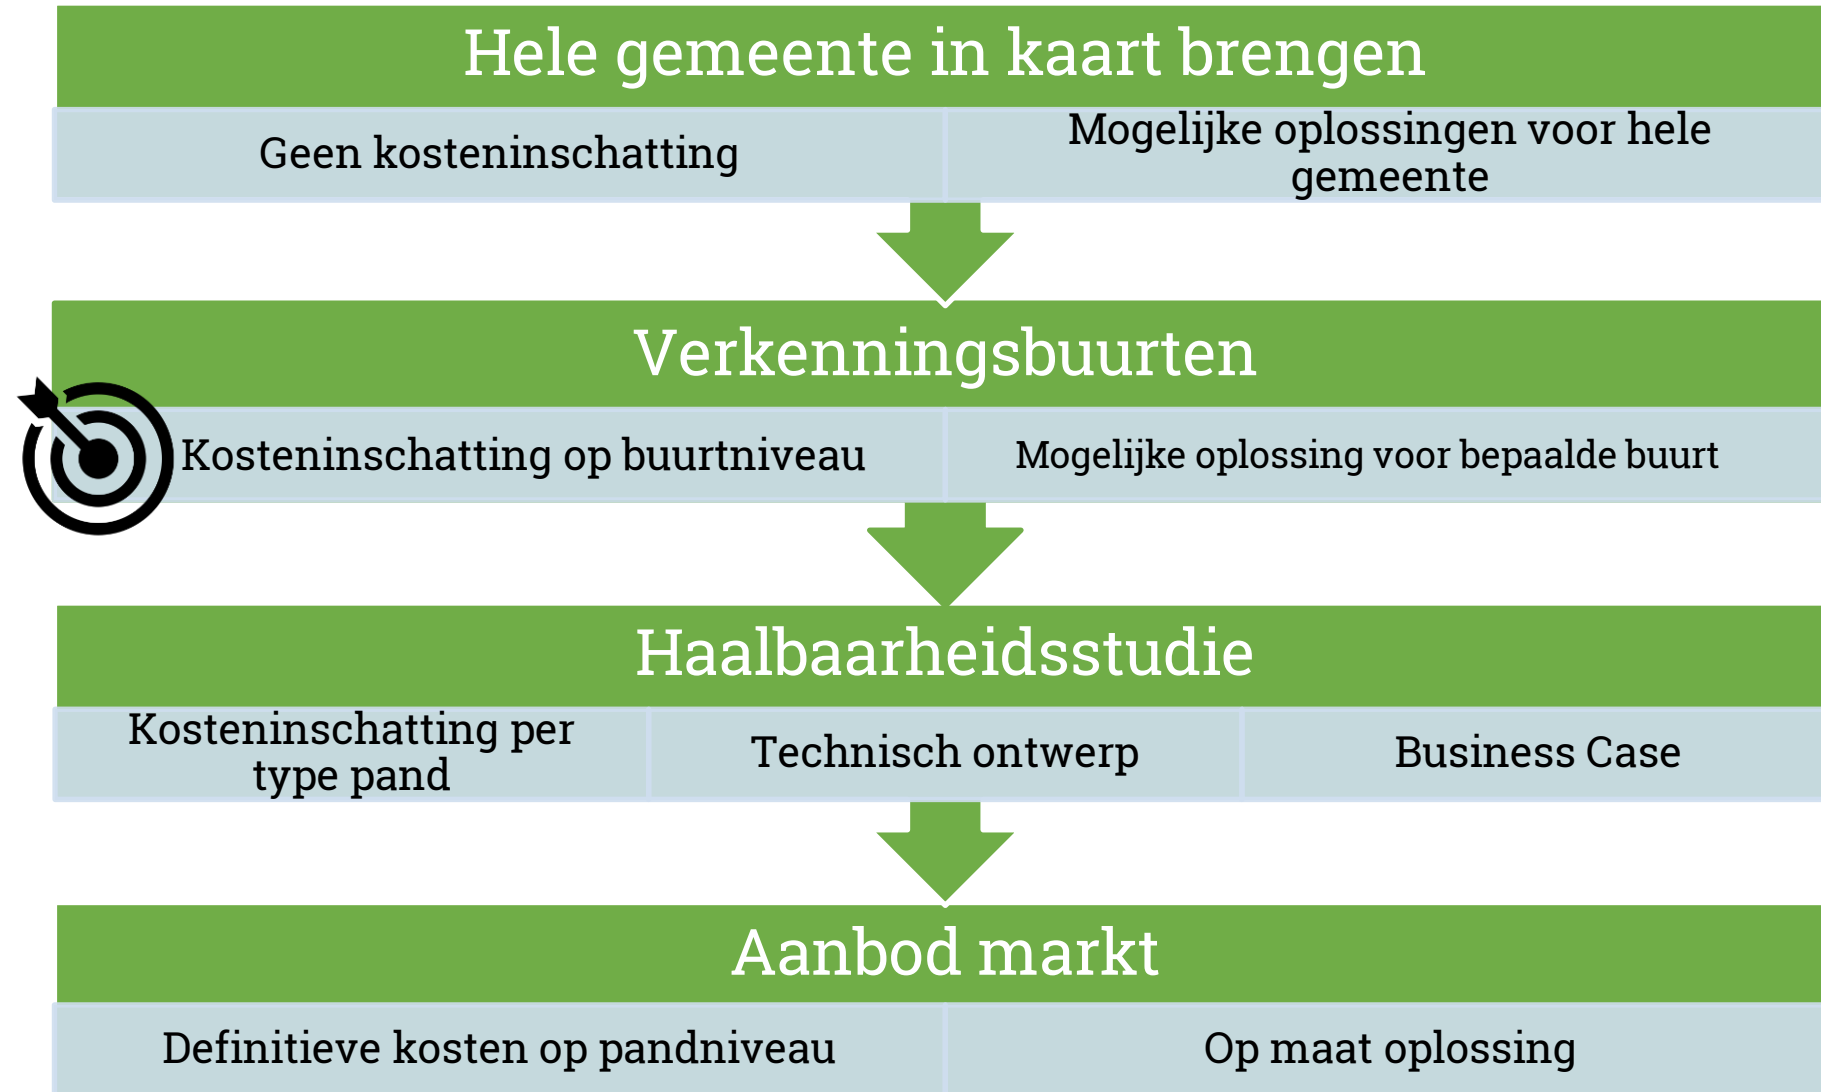 Hele gemeente in kaart brengen
Geen kosteninschatting
Mogelijke oplossingen voor hele
gemeente
Verkenningsbuurten
Kosteninschatting op buurtniveau
Mogelijke oplossing voor bepaalde buurt
Haalbaarheidsstudie
Kosteninschatting per
type pand
Technisch ontwerp
Business Case
Aanbod markt
Definitieve kosten op pandniveau
Op maat oplossing